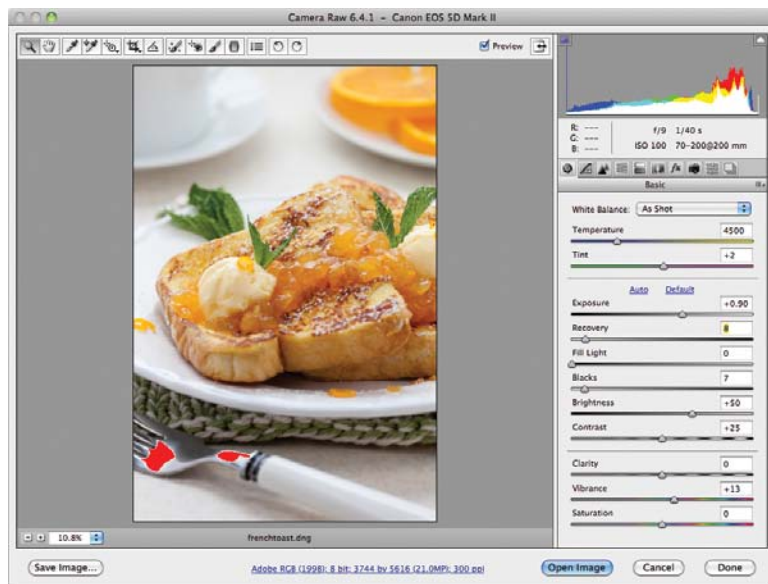 Camera Raw 6.4.1 - Canon EOS 5D Mark II
Preview
R: ---
G: ---
B: ---
f/9 1/40 s
ISO 100 70-200@200 mm
Basic
White Balance: As Shot
Temperature 4500
Tint +2
Auto Default
Exposure +0.90
Recovery 8
Fill Light 0
Blacks 7
Brightness +50
Contrast +25
Clarity 0
Vibrance +13
Saturation 0
10.8% frenchtoast.dng
Save Image... Adobe RGB (1998); 8 bit; 3744 by 5616 (21.0MP); 300 ppi Open Image Cancel Done